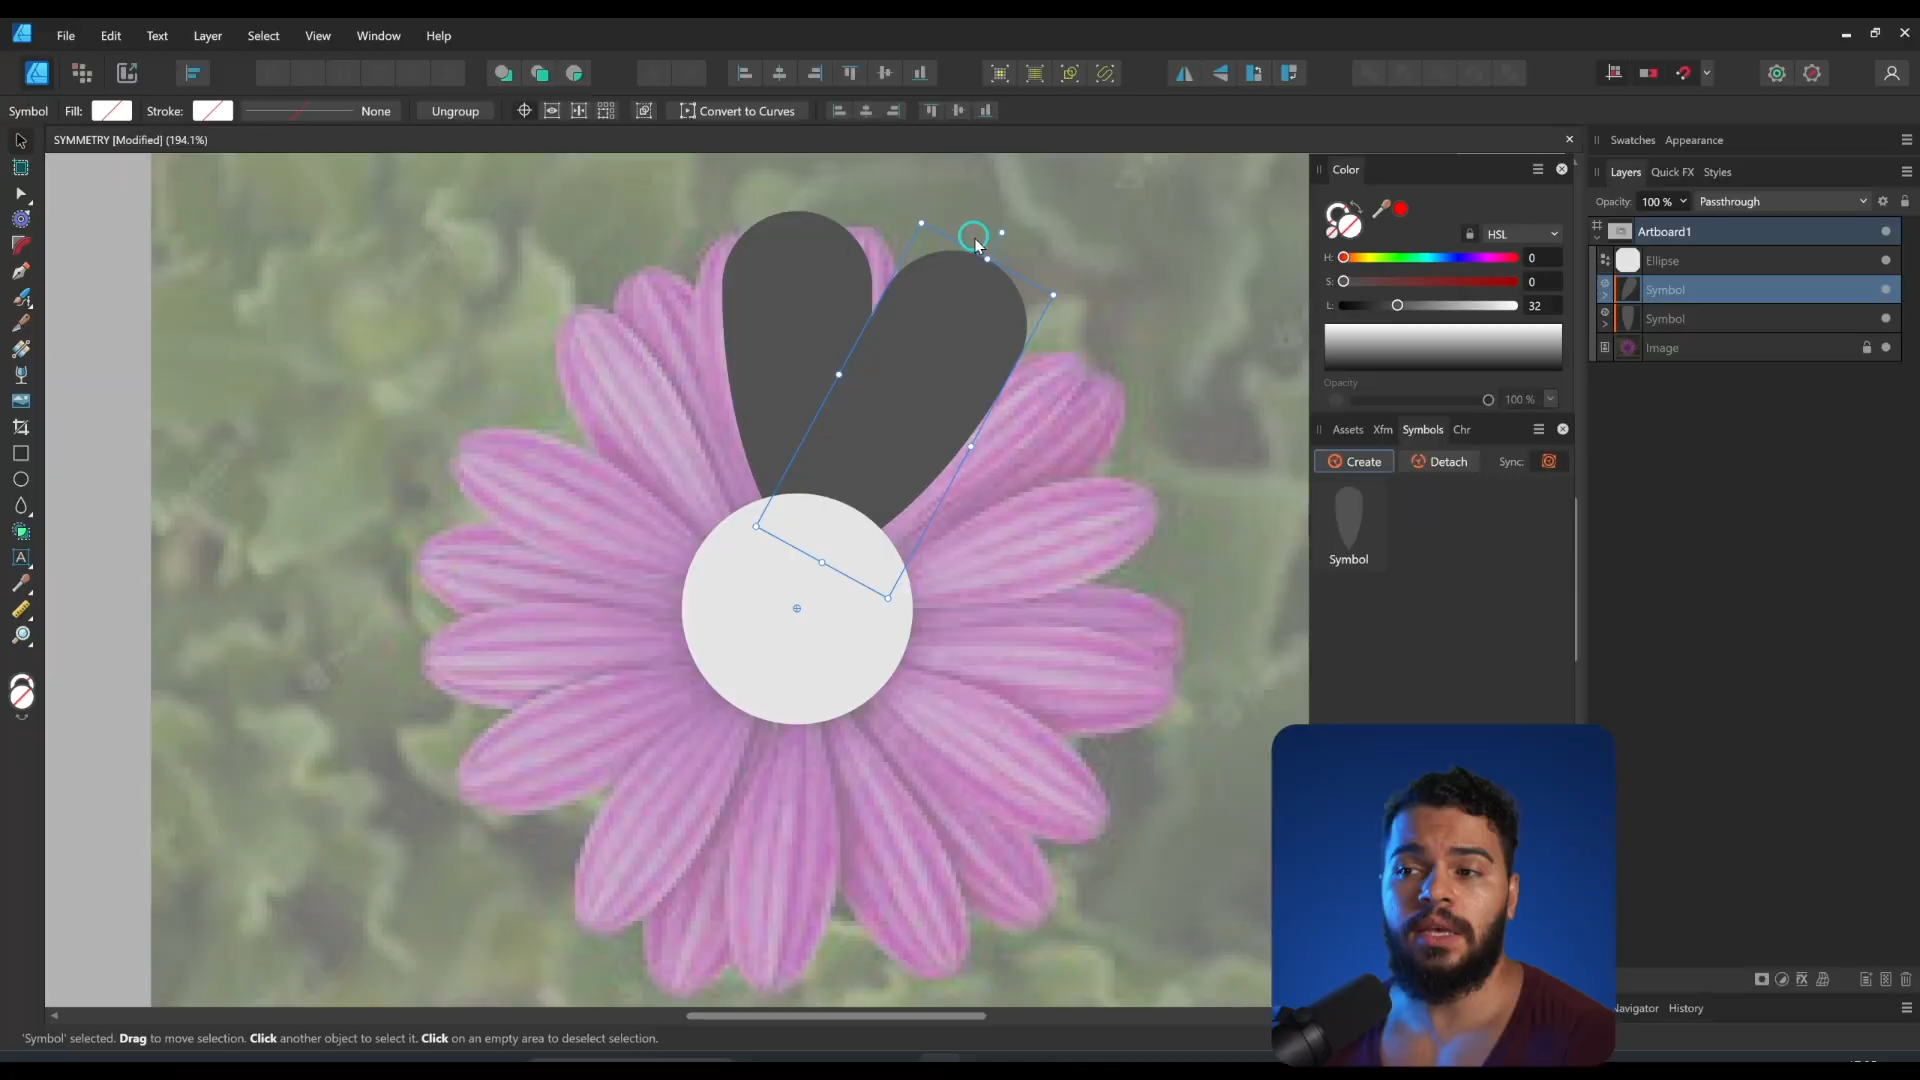 File Edit Text Layer Select View Window Help
Symbol Fill: Stroke: None Ungroup Convert to Curves
SYMMETRY [Modified] (194.1%)
Color
HSL
H: 0
S: 0
L: 32
Opacity
100 %
Assets Xfm Symbols Chr
Create Detach Sync:
Symbol
Swatches Appearance
Layers Quick FX Styles
Opacity: 100 % Passthrough
Artboard1
Ellipse
Symbol
Symbol
Image
Navigator History
'Symbol' selected. Drag to move selection. Click another object to select it. Click on an empty area to deselect selection.